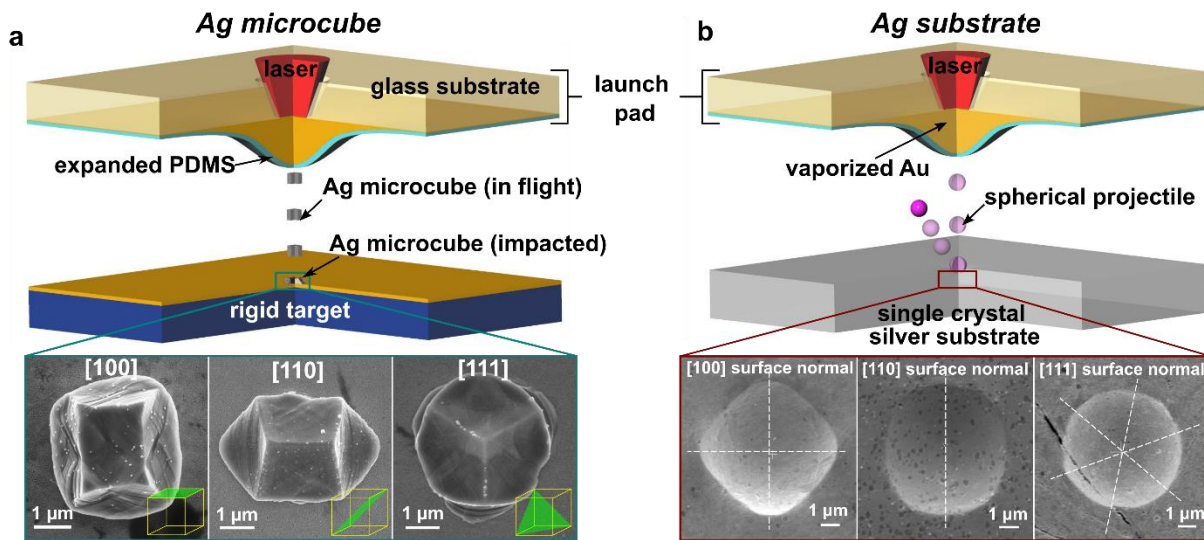 a
Ag microcube
laser
glass substrate
launch
pad
expanded PDMS
Ag microcube (in flight)
Ag microcube (impacted)
rigid target
[100]
[110]
[111]
1 µm
1 µm
1 µm
b
Ag substrate
laser
vaporized Au
spherical projectile
single crystal
silver substrate
[100] surface normal
[110] surface normal
[111] surface normal
1 µm
1 µm
1 µm